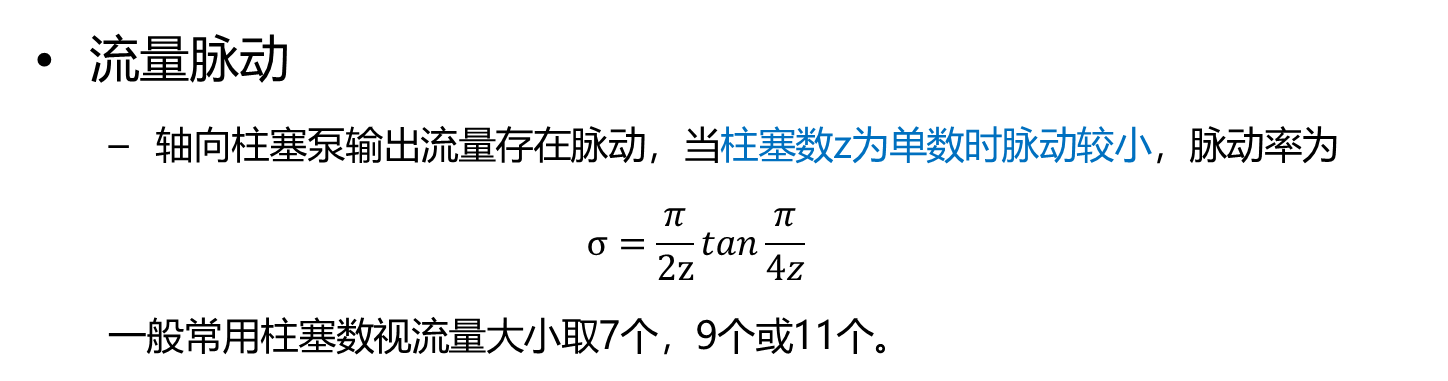 • 流量脉动
– 轴向柱塞泵输出流量存在脉动，当柱塞数z为单数时脉动较小，脉动率为
σ = π/2z tan π/4z
一般常用柱塞数视流量大小取7个，9个或11个。